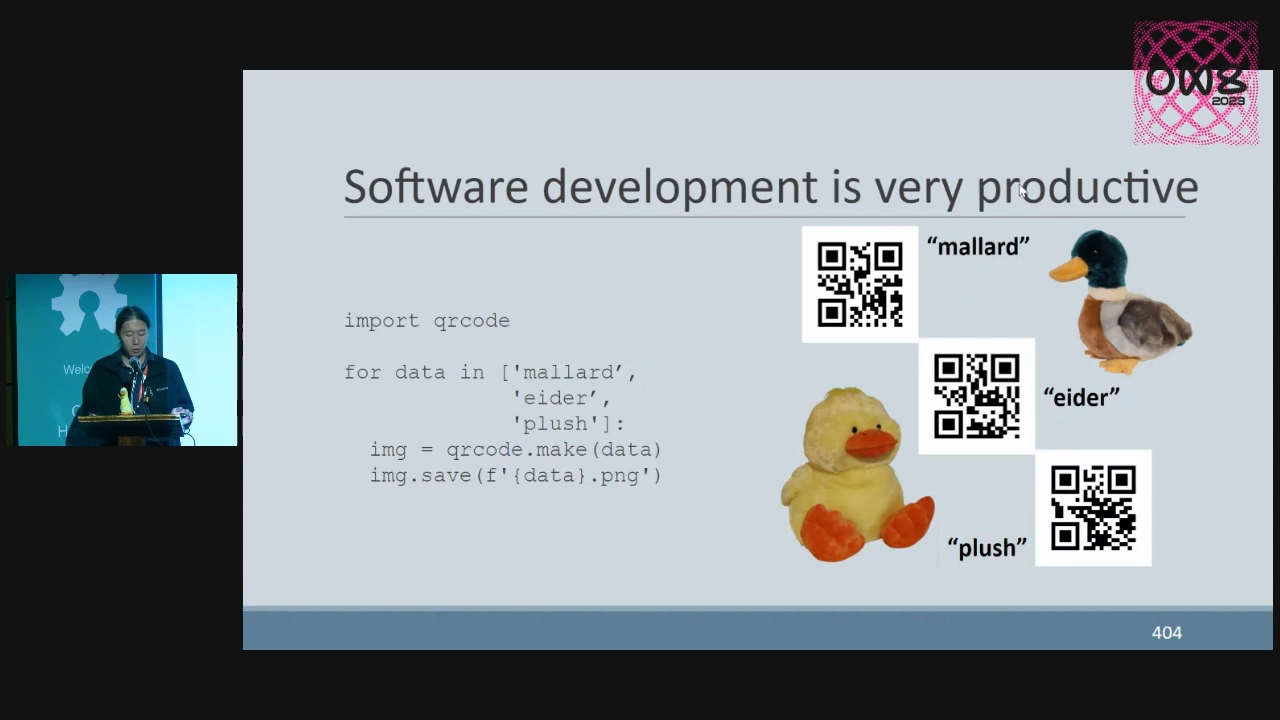 OW8
2023
Software development is very productive
import qrcode
for data in ['mallard’,
'eider’,
'plush']:
img = qrcode.make(data)
img.save(f'{data}.png')
“mallard”
“eider”
“plush”
404